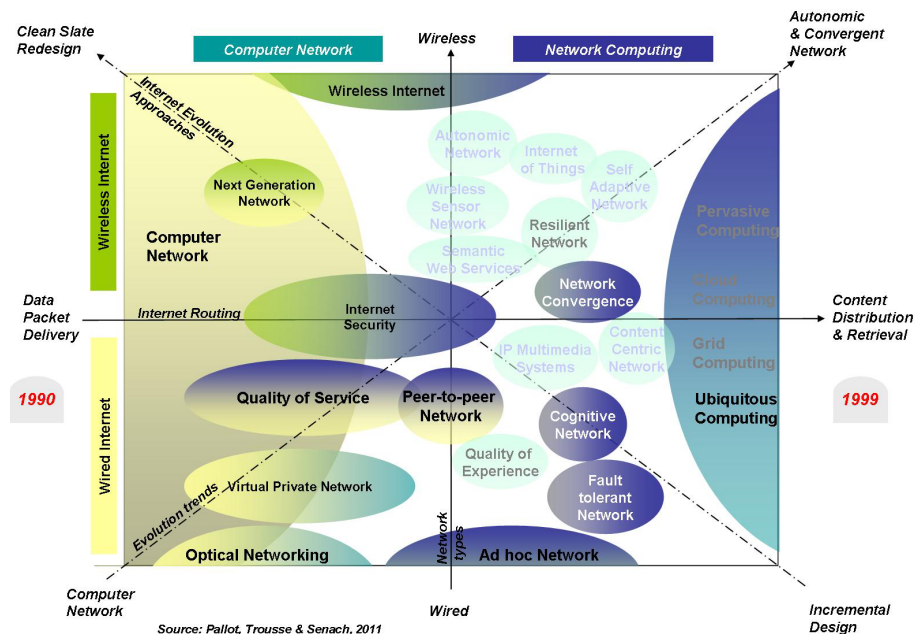 Clean Slate
Redesign
Computer Network
Wireless
Network Computing
Autonomic
& Convergent
Network
Internet Evolution
Approaches
Wireless Internet
Wireless Internet
Autonomic
Network
Internet
of Things
Self
Adaptive
Network
Next Generation
Network
Wireless
Sensor
Network
Resilient
Network
Pervasive
Computing
Computer
Network
Semantic
Web Services
Network
Convergence
Cloud
Computing
Data
Packet
Delivery
Internet Routing
Internet
Security
Content
Distribution
& Retrieval
IP Multimedia
Systems
Content
Centric
Network
Grid
Computing
1990
Wired Internet
Quality of Service
Peer-to-peer
Network
Cognitive
Network
Ubiquitous
Computing
1999
Quality of
Experience
Virtual Private Network
Fault
tolerant
Network
Evolution trends
Optical Networking
Network
types
Ad hoc Network
Computer
Network
Wired
Incremental
Design
Source: Pallot, Trousse & Senach, 2011